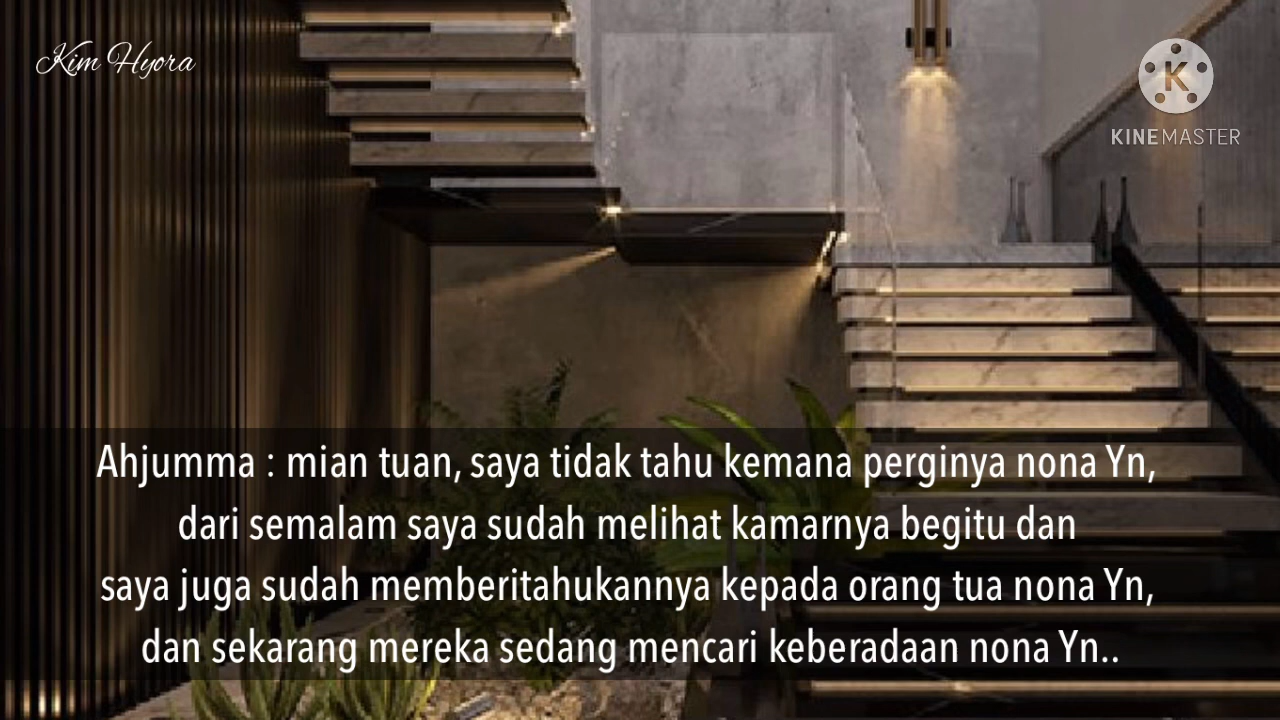 Kim Hyora
K
KINEMASTER
Ahjumma : mian tuan, saya tidak tahu kemana perginya nona Yn,
dari semalam saya sudah melihat kamarnya begitu dan
saya juga sudah memberitahukannya kepada orang tua nona Yn,
dan sekarang mereka sedang mencari keberadaan nona Yn..